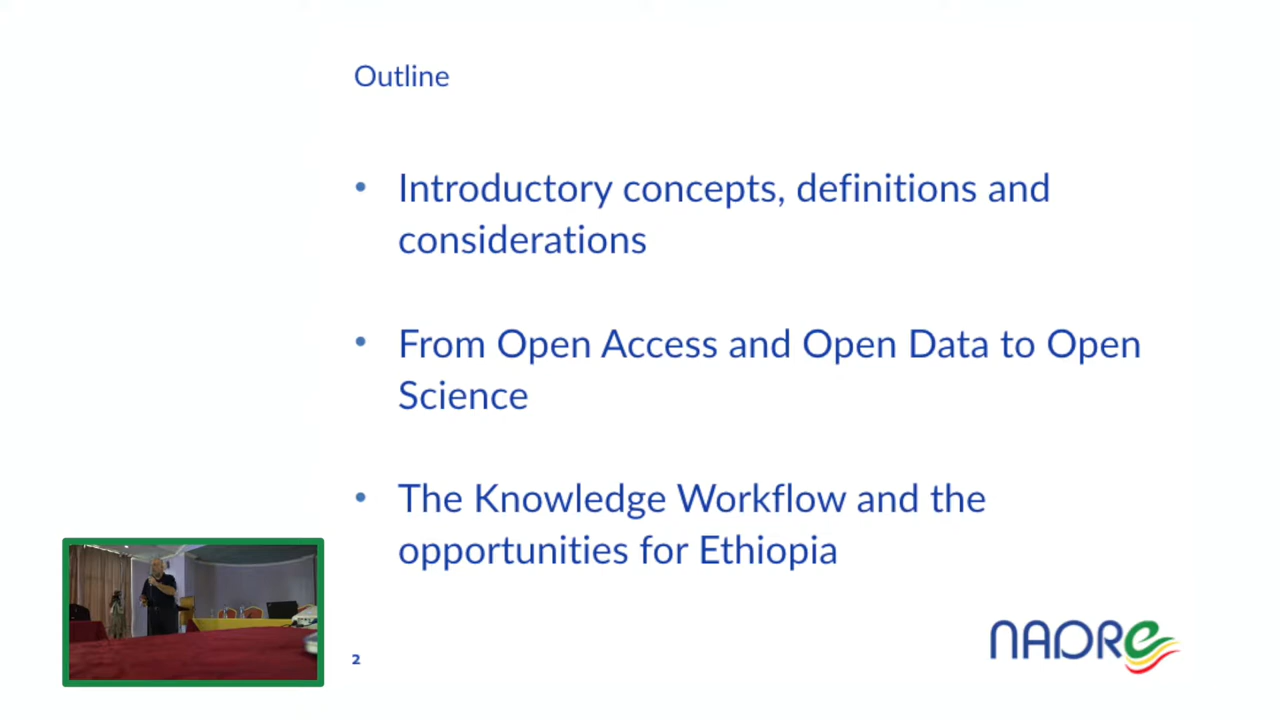 Outline
• Introductory concepts, definitions and
considerations
• From Open Access and Open Data to Open
Science
• The Knowledge Workflow and the
opportunities for Ethiopia
2
NADRe